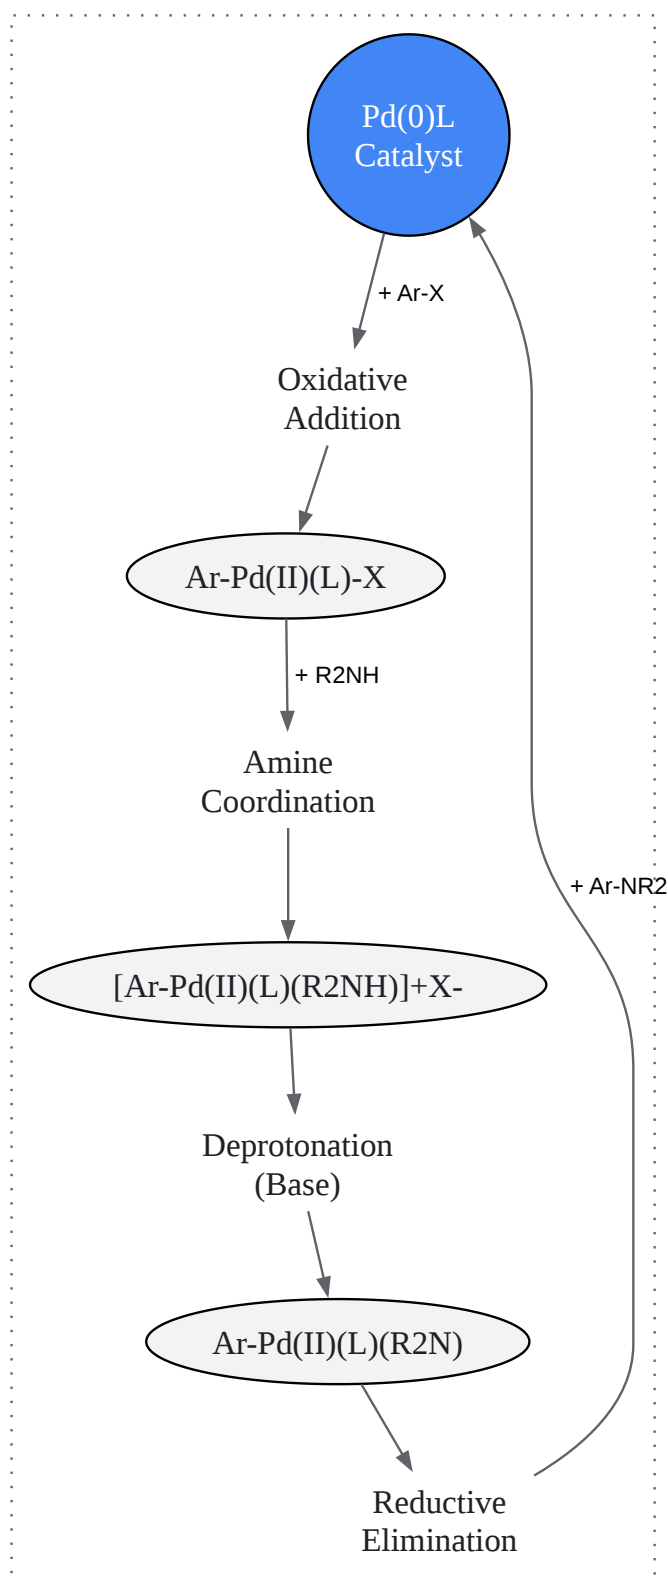 Pd(0)L
Catalyst
+ Ar-X
Oxidative
Addition
Ar-Pd(II)(L)-X
+ R2NH
Amine
Coordination
+ Ar-NR2
[Ar-Pd(II)(L)(R2NH)]+X-
Deprotonation
(Base)
Ar-Pd(II)(L)(R2N)
Reductive
Elimination